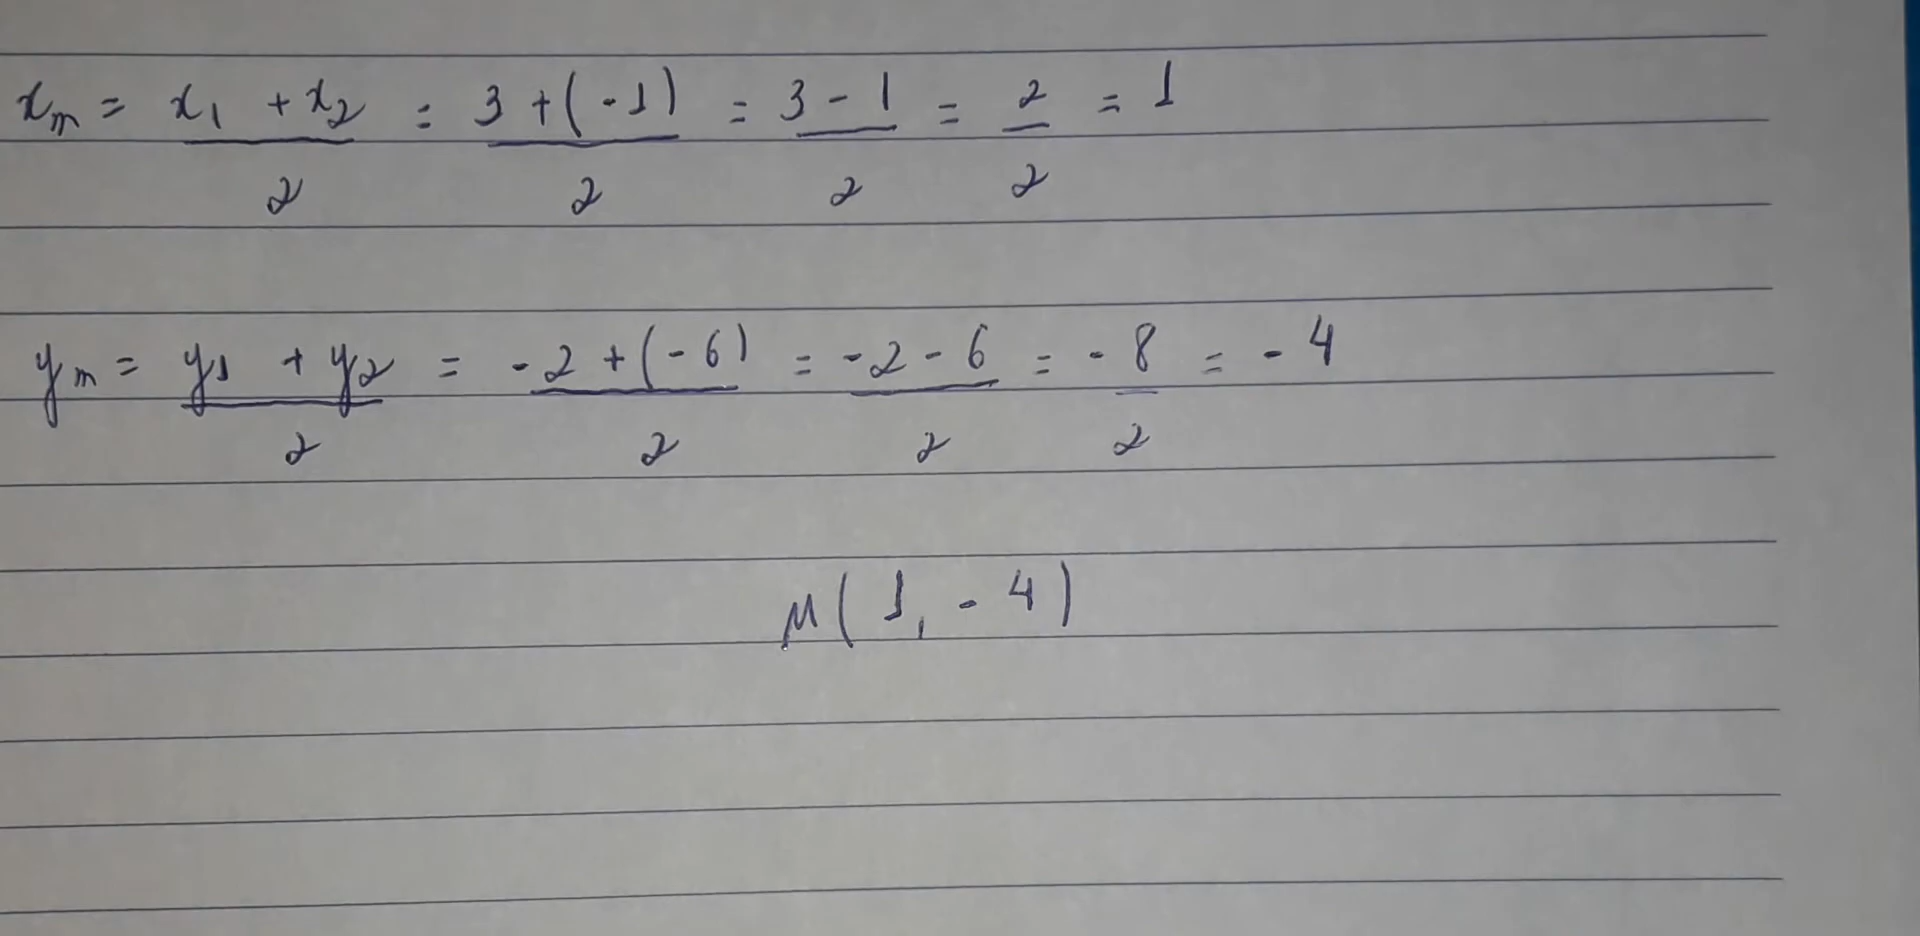 xₘ = (x₁ + x₂)/2 = (3 + (-1))/2 = (3 - 1)/2 = 2/2 = 1
yₘ = (y₁ + y₂)/2 = (-2 + (-6))/2 = (-2 - 6)/2 = -8/2 = -4
M(1, -4)